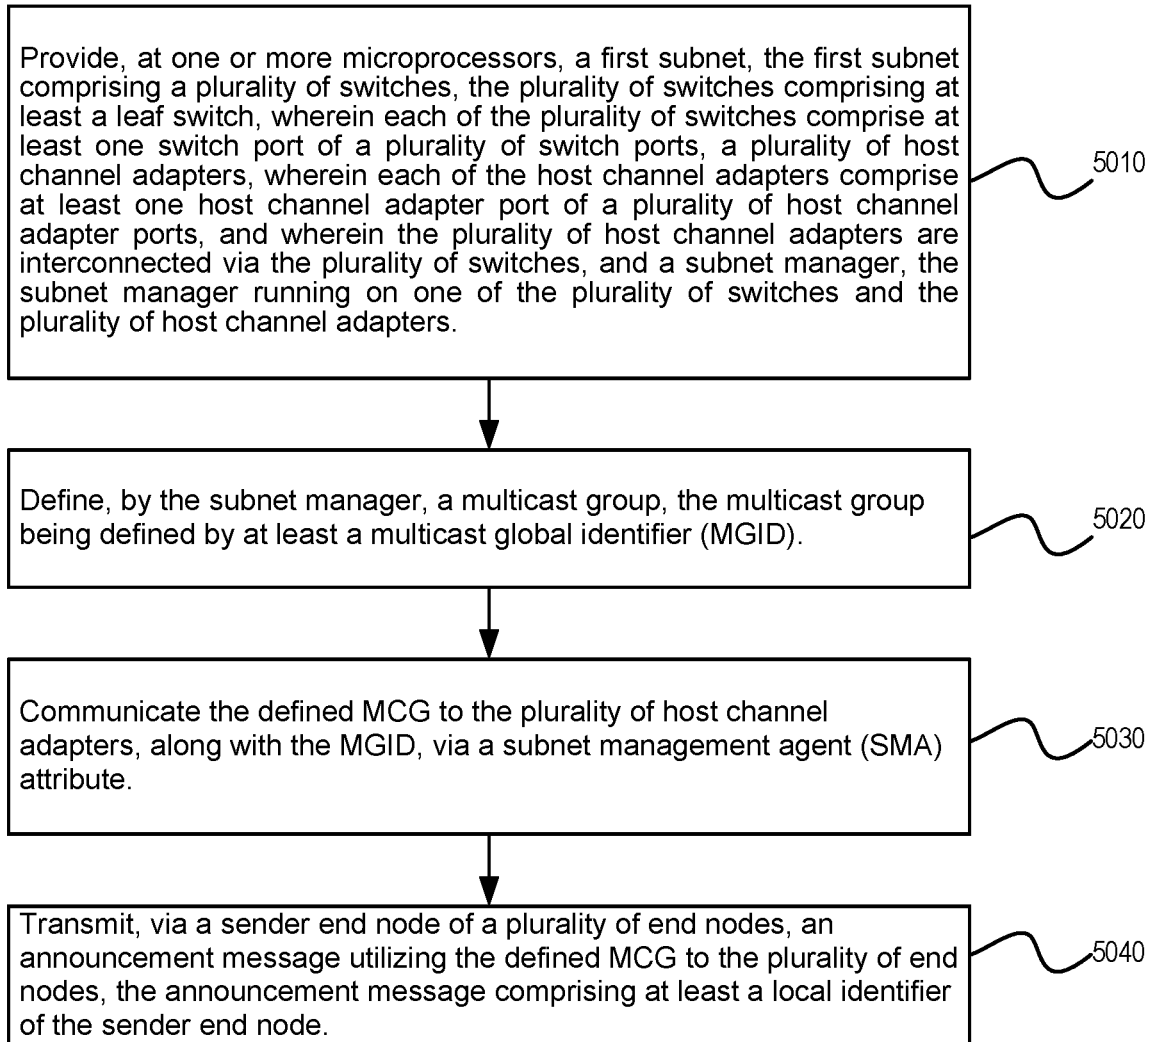 Provide, at one or more microprocessors, a first subnet, the first subnet
comprising a plurality of switches, the plurality of switches comprising at
least a leaf switch, wherein each of the plurality of switches comprise at
least one switch port of a plurality of switch ports, a plurality of host
channel adapters, wherein each of the host channel adapters comprise
at least one host channel adapter port of a plurality of host channel
adapter ports, and wherein the plurality of host channel adapters are
interconnected via the plurality of switches, and a subnet manager, the
subnet manager running on one of the plurality of switches and the
plurality of host channel adapters.
5010
Define, by the subnet manager, a multicast group, the multicast group
being defined by at least a multicast global identifier (MGID).
5020
Communicate the defined MCG to the plurality of host channel
adapters, along with the MGID, via a subnet management agent (SMA)
attribute.
5030
Transmit, via a sender end node of a plurality of end nodes, an
announcement message utilizing the defined MCG to the plurality of end
nodes, the announcement message comprising at least a local identifier
of the sender end node.
5040